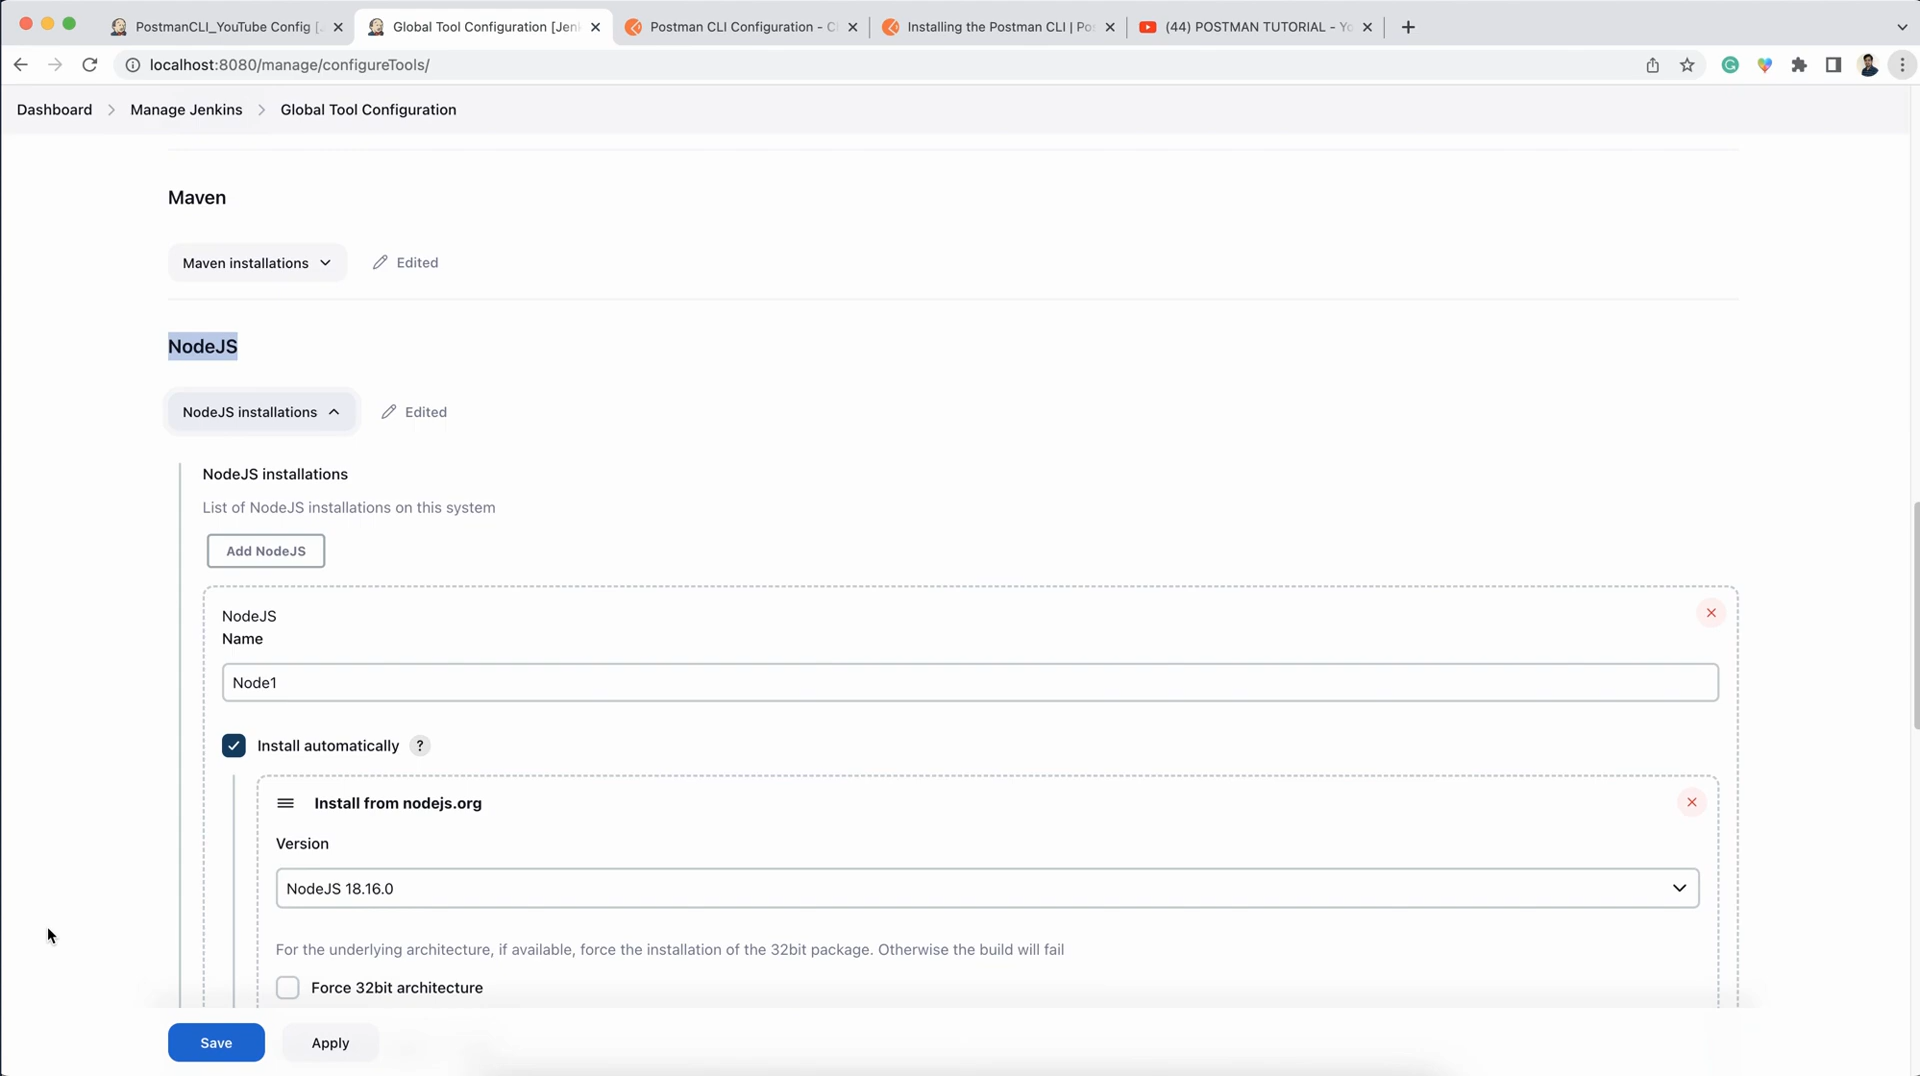 PostmanCLI_YouTube Config [
Global Tool Configuration [Jen
Postman CLI Configuration - C
Installing the Postman CLI | Po
(44) POSTMAN TUTORIAL - Yo
localhost:8080/manage/configureTools/
Dashboard
Manage Jenkins
Global Tool Configuration
Maven
Maven installations
Edited
NodeJS
NodeJS installations
Edited
NodeJS installations
List of NodeJS installations on this system
Add NodeJS
NodeJS
Name
Node1
Install automatically ?
Install from nodejs.org
Version
NodeJS 18.16.0
For the underlying architecture, if available, force the installation of the 32bit package. Otherwise the build will fail
Force 32bit architecture
Save
Apply